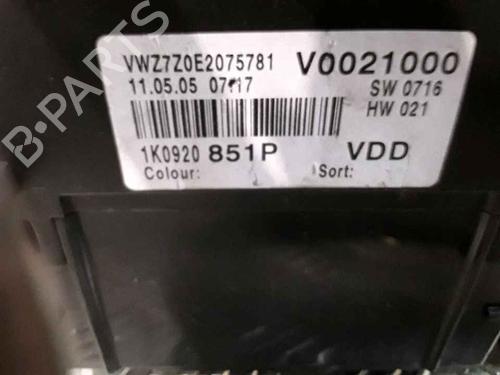 VWZ7Z0E2075781 V0021000
11.05.05 07:17 SW 0716
HW 021
1K0920 851P VDD
Colour: Sort:
B-PARTS